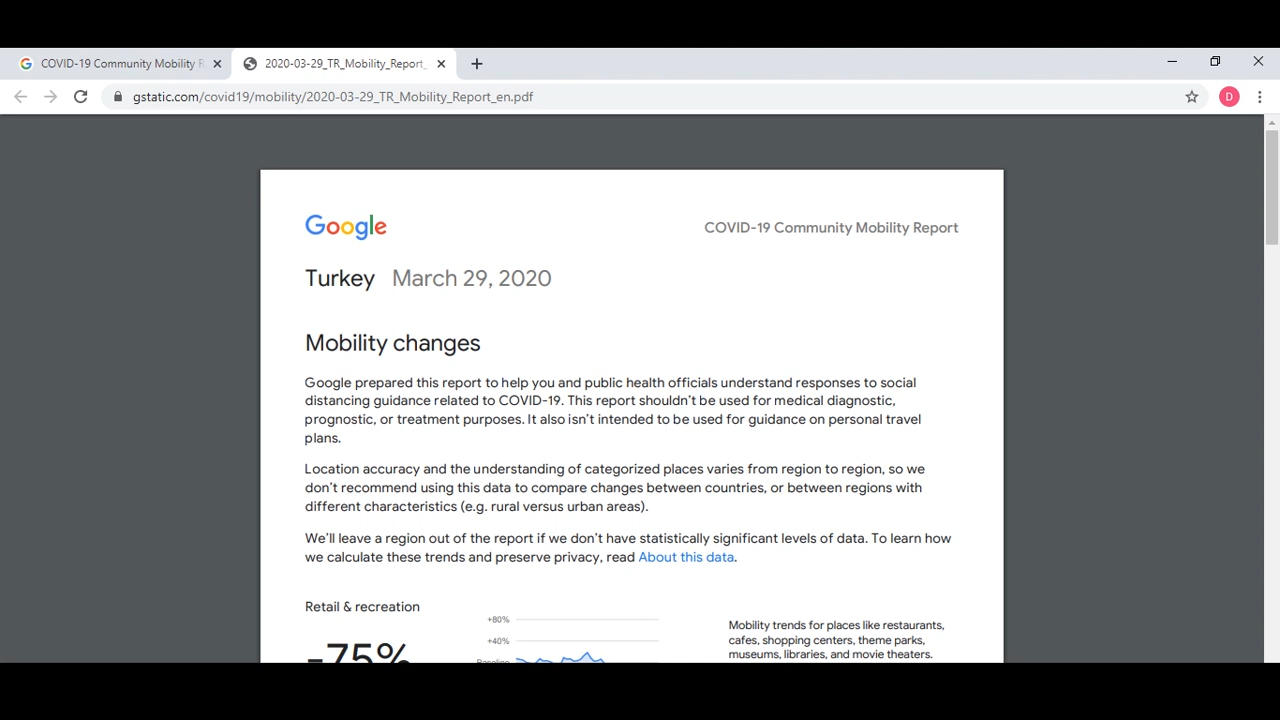 COVID-19 Community Mobility R
2020-03-29_TR_Mobility_Report_
gstatic.com/covid19/mobility/2020-03-29_TR_Mobility_Report_en.pdf
D
Google
COVID-19 Community Mobility Report
Turkey March 29, 2020
Mobility changes
Google prepared this report to help you and public health officials understand responses to social
distancing guidance related to COVID-19. This report shouldn't be used for medical diagnostic,
prognostic, or treatment purposes. It also isn't intended to be used for guidance on personal travel
plans.
Location accuracy and the understanding of categorized places varies from region to region, so we
don't recommend using this data to compare changes between countries, or between regions with
different characteristics (e.g. rural versus urban areas).
We'll leave a region out of the report if we don't have statistically significant levels of data. To learn how
we calculate these trends and preserve privacy, read About this data.
Retail & recreation
-75%
+80%
+40%
Baseline
Mobility trends for places like restaurants,
cafes, shopping centers, theme parks,
museums, libraries, and movie theaters.